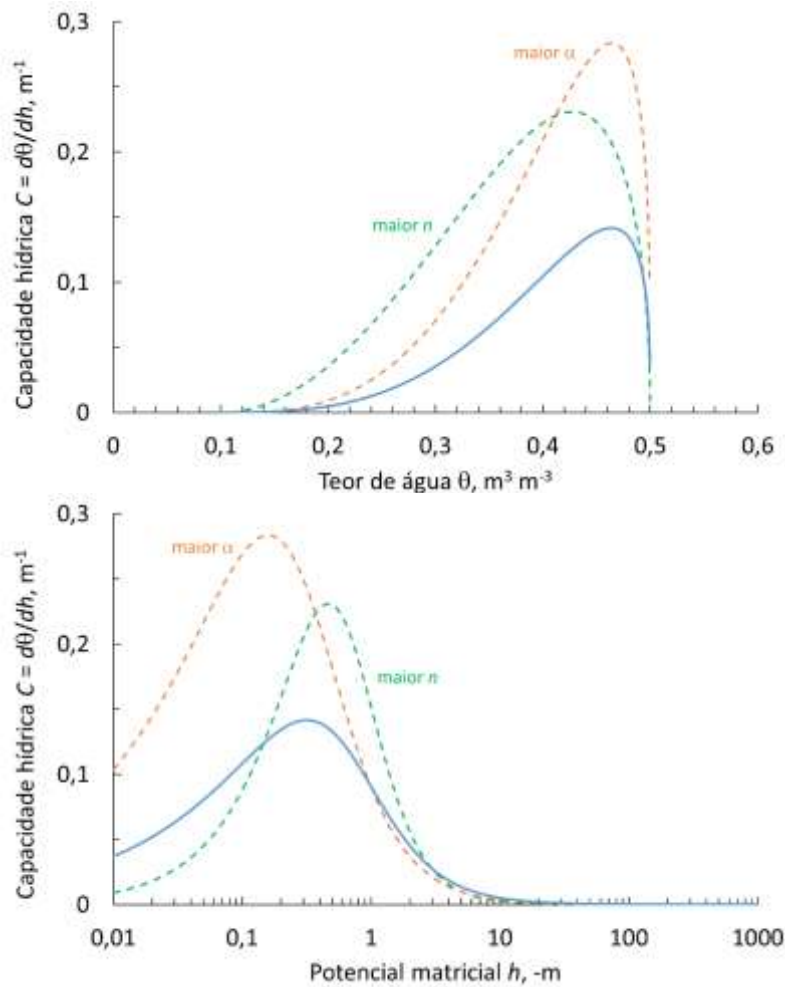 0,3
0,2
0,1
0
Capacidade hídrica C = dθ/dh, m⁻¹
maior α
maior n
0 0,1 0,2 0,3 0,4 0,5 0,6
Teor de água θ, m³ m⁻³
0,3
0,2
0,1
0
Capacidade hídrica C = dθ/dh, m⁻¹
maior α
maior n
0,01 0,1 1 10 100 1000
Potencial matricial h, -m